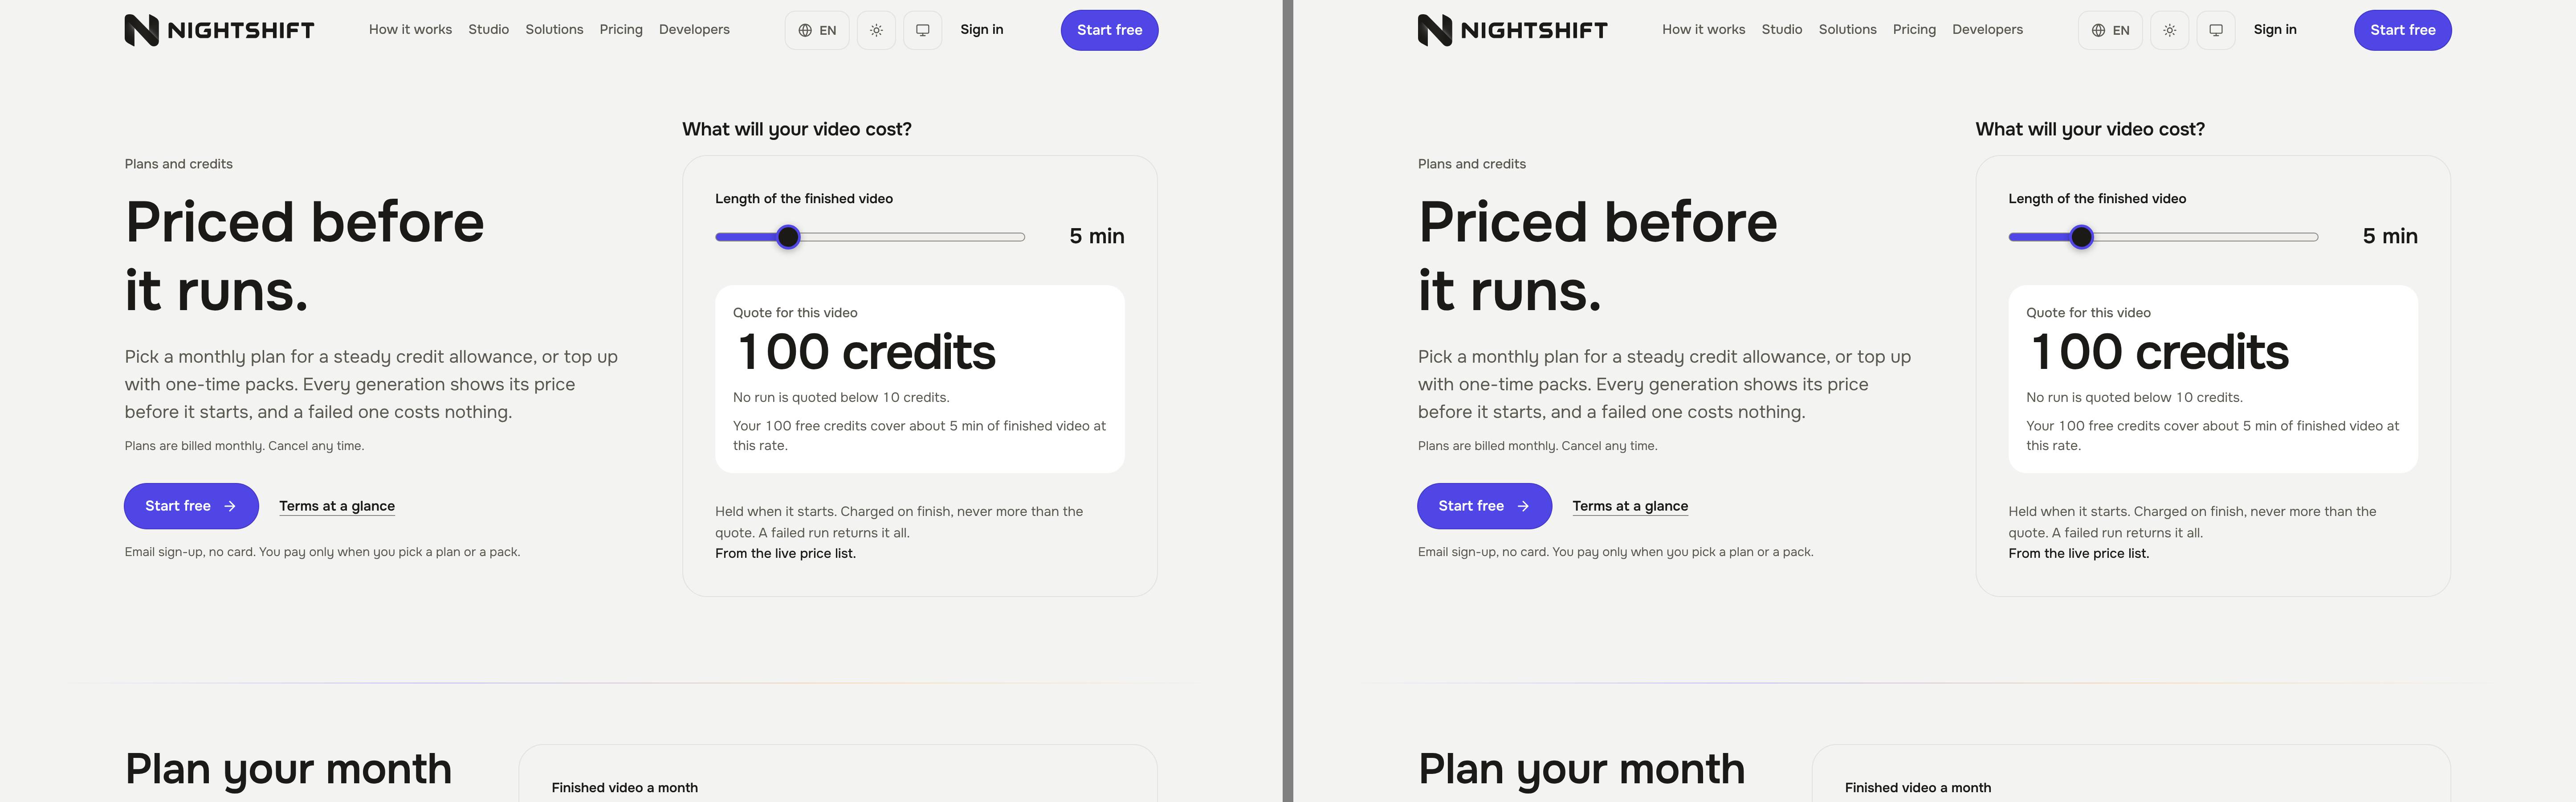 NIGHTSHIFT How it works Studio Solutions Pricing Developers EN Sign in Start free
What will your video cost?
Plans and credits
Priced before
it runs.
Pick a monthly plan for a steady credit allowance, or top up
with one-time packs. Every generation shows its price
before it starts, and a failed one costs nothing.
Plans are billed monthly. Cancel any time.
Start free Terms at a glance
Email sign-up, no card. You pay only when you pick a plan or a pack.
Length of the finished video
5 min
Quote for this video
100 credits
No run is quoted below 10 credits.
Your 100 free credits cover about 5 min of finished video at
this rate.
Held when it starts. Charged on finish, never more than the
quote. A failed run returns it all.
From the live price list.
Plan your month
Finished video a month
NIGHTSHIFT How it works Studio Solutions Pricing Developers EN Sign in Start free
What will your video cost?
Plans and credits
Priced before
it runs.
Pick a monthly plan for a steady credit allowance, or top up
with one-time packs. Every generation shows its price
before it starts, and a failed one costs nothing.
Plans are billed monthly. Cancel any time.
Start free Terms at a glance
Email sign-up, no card. You pay only when you pick a plan or a pack.
Length of the finished video
5 min
Quote for this video
100 credits
No run is quoted below 10 credits.
Your 100 free credits cover about 5 min of finished video at
this rate.
Held when it starts. Charged on finish, never more than the
quote. A failed run returns it all.
From the live price list.
Plan your month
Finished video a month